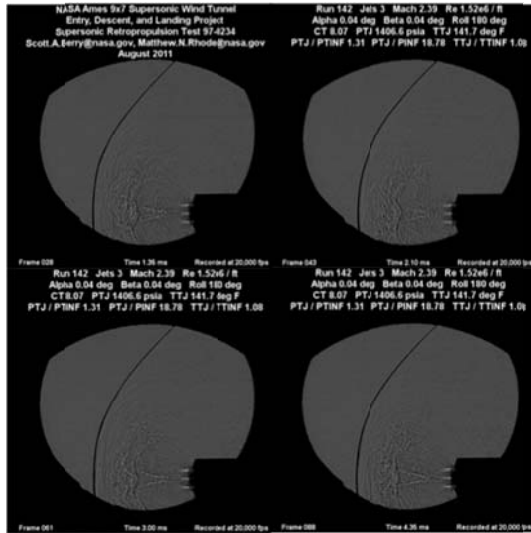 NASA Ames 9x7 Supersonic Wind Tunnel
Entry, Descent, and Landing Project
Supersonic Retropropulsion Test 97-0234
Scott.A.Berry@nasa.gov, Matthew.N.Rhode@nasa.gov
August 2011
Frame 028 Time 1.35 ms Recorded at 20,000 fps
Run 142 Jets 3 Mach 2.39 Re 1.52e6 / ft
Alpha 0.04 deg Beta 0.04 deg Roll 180 deg
CT 8.07 PTJ 1406.6 psia TTJ 141.7 deg F
PTJ / PTINF 1.31 PTJ / PINF 18.78 TTJ / TTINF 1.08
Frame 043 Time 2.10 ms Recorded at 20,000 fps
Run 142 Jets 3 Mach 2.39 Re 1.52e6 / ft
Alpha 0.04 deg Beta 0.04 deg Roll 180 deg
CT 8.07 PTJ 1406.6 psia TTJ 141.7 deg F
PTJ / PTINF 1.31 PTJ / PINF 18.78 TTJ / TTINF 1.08
Frame 061 Time 3.00 ms Recorded at 20,000 fps
Run 142 Jets 3 Mach 2.39 Re 1.52e6 / ft
Alpha 0.04 deg Beta 0.04 deg Roll 180 deg
CT 8.07 PTJ 1406.6 psia TTJ 141.7 deg F
PTJ / PTINF 1.31 PTJ / PINF 18.78 TTJ / TTINF 1.08
Frame 088 Time 4.35 ms Recorded at 20,000 fps